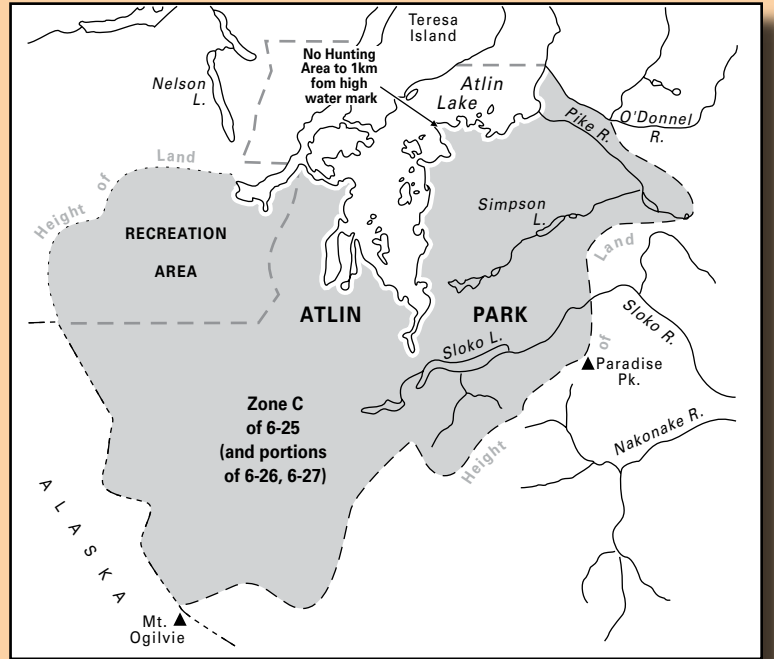 Teresa
Island
No Hunting
Area to 1km
fom high
water mark
Nelson
L.
Atlin
Lake
O'Donnel
R.
Pike R.
Height of Land
RECREATION
AREA
Simpson
L.
Height of Land
ATLIN PARK
Sloko R.
Sloko L.
Paradise
Pk.
Zone C
of 6-25
(and portions
of 6-26, 6-27)
Nakonake R.
ALASKA
Mt.
Ogilvie